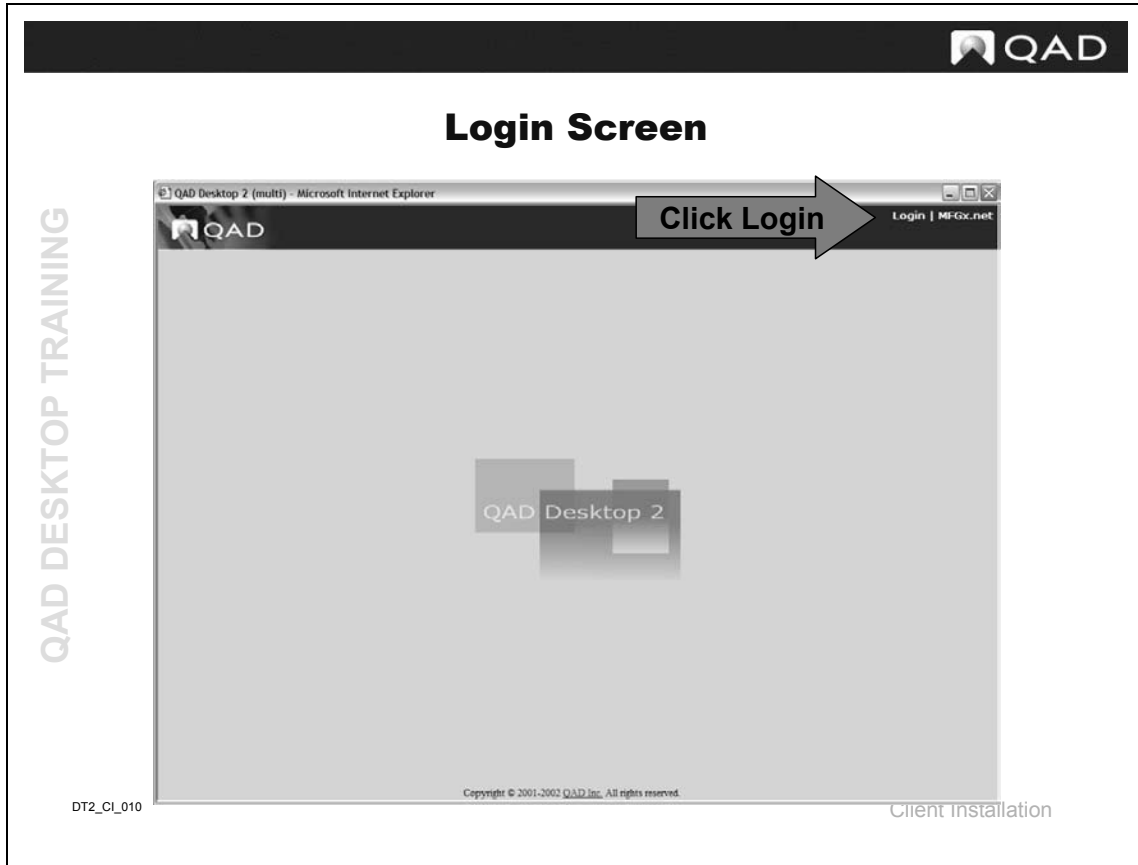 QAD
Login Screen
QAD DESKTOP TRAINING
QAD Desktop 2 (multi) - Microsoft Internet Explorer
QAD
Click Login
Login | MFGx.net
QAD Desktop 2
Copyright © 2001-2002 QAD Inc. All rights reserved.
DT2_CI_010
Client Installation